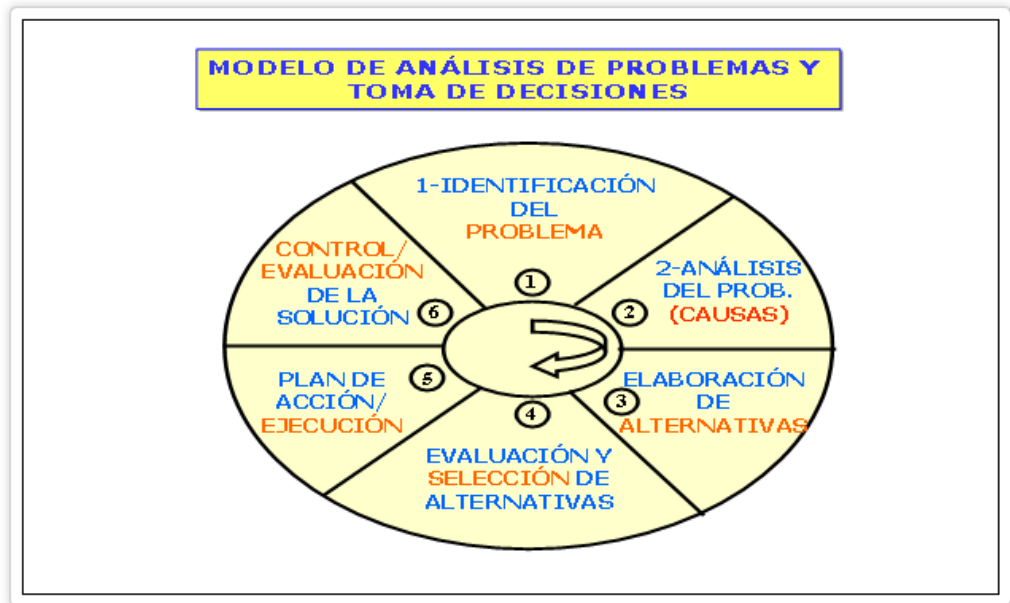 MODELO DE ANÁLISIS DE PROBLEMAS Y
TOMA DE DECISIONES
1-IDENTIFICACIÓN
DEL
PROBLEMA
1
2-ANÁLISIS
DEL PROB.
(CAUSAS)
2
ELABORACIÓN
DE
ALTERNATIVAS
3
4
EVALUACIÓN Y
SELECCIÓN DE
ALTERNATIVAS
5
PLAN DE
ACCIÓN/
EJECUCIÓN
6
CONTROL/
EVALUACIÓN
DE LA
SOLUCIÓN